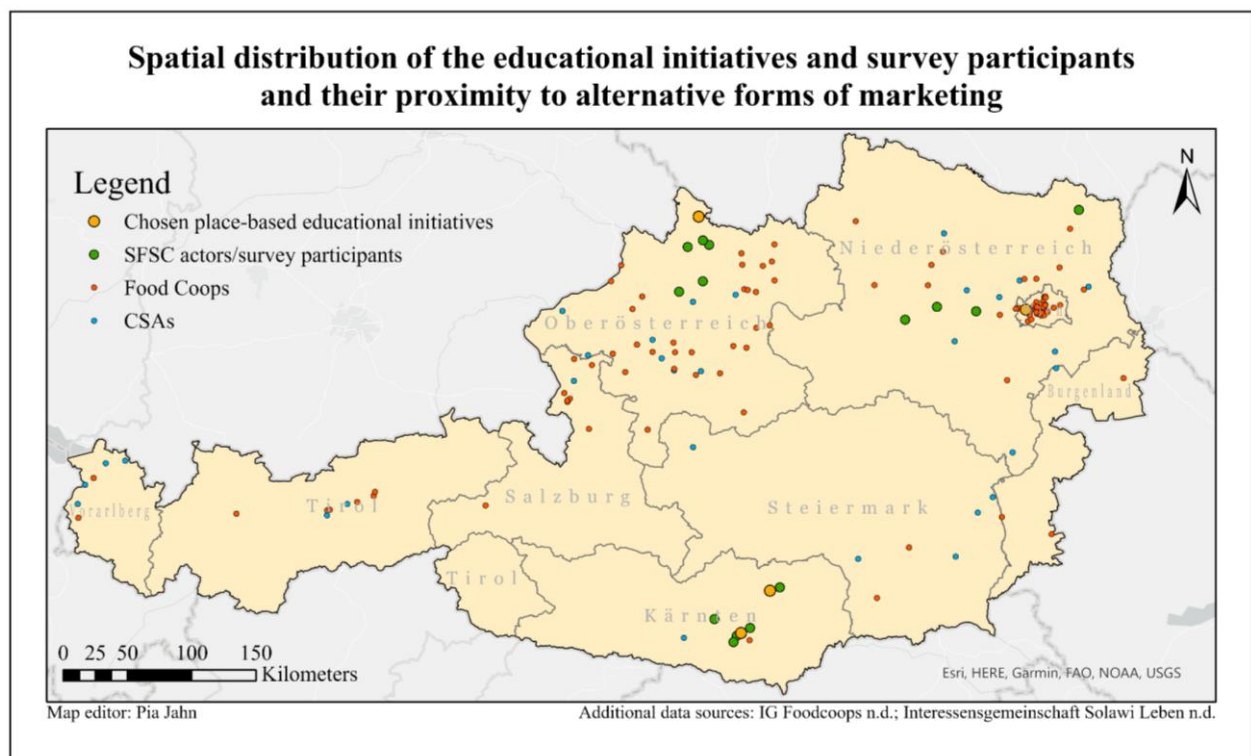 Spatial distribution of the educational initiatives and survey participants
and their proximity to alternative forms of marketing
Legend
Chosen place-based educational initiatives
SFSC actors/survey participants
Food Coops
CSAs
N
Niederösterreich
Oberösterreich
Burgenland
Vorarlberg
Tirol
Salzburg
Steiermark
Tirol
Kärnten
0 25 50 100 150
Kilometers
Esri, HERE, Garmin, FAO, NOAA, USGS
Map editor: Pia Jahn
Additional data sources: IG Foodcoops n.d.; Interessensgemeinschaft Solawi Leben n.d.